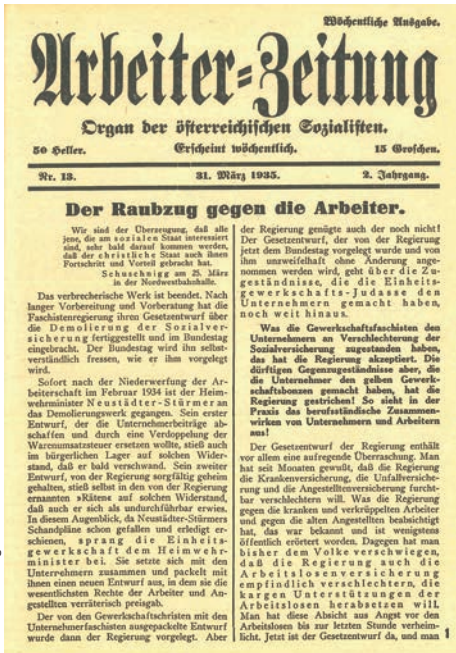 Wöchentliche Ausgabe.
Arbeiter=Zeitung
Organ der österreichischen Sozialisten.
50 Heller.
Erscheint wöchentlich.
15 Groschen.
Nr. 13.
31. März 1935.
2. Jahrgang.
Der Raubzug gegen die Arbeiter.
Wir sind der Überzeugung, daß alle
jene, die am sozialen Staat interessiert
sind, sehr bald darauf kommen werden,
daß der christliche Staat auch ihnen
Fortschritt und Vorteil gebracht hat.
Schuschnigg am 25. März
in der Nordwestbahnhalle.
Das verbrecherische Werk ist beendet. Nach
langer Vorbereitung und Vorberatung hat die
Faschistenregierung ihren Gesetzentwurf über
die Demolierung der Sozialver-
sicherung fertiggestellt und im Bundestag
eingebracht. Der Bundestag wird ihn selbst-
verständlich fressen, wie er ihm vorgelegt
wird.
Sofort nach der Niederwerfung der Ar-
beiterschaft im Februar 1934 ist der Heim-
wehrminister Neustädter-Stürmer an
das Demolierungswerk gegangen. Sein erster
Entwurf, der die Unternehmerbeiträge ab-
schaffen und durch eine Verdoppelung der
Warenumsatzsteuer ersetzen wollte, stieß auch
im bürgerlichen Lager auf solchen Wider-
stand, daß er bald verschwand. Sein zweiter
Entwurf, von der Regierung sorgfältig geheim
gehalten, stieß selbst in den von der Regierung
ernannten »Räten« auf solchen Widerstand,
daß auch er sich als undurchführbar erwies.
In diesem Augenblick, da Neustädter-Stürmers
Schandpläne schon gefallen und erledigt er-
schienen, sprang die Einheits-
gewerkschaft dem Heimwehr-
minister bei. Sie setzte sich mit den
Unternehmern zusammen und packelt mit
ihnen einen neuen Entwurf aus, in dem sie die
wesentlichsten Rechte der Arbeiter und An-
gestellten verräterisch preisgab.
Der von den Gewerkschaftschristen mit den
Unternehmerfaschisten ausgepackelte Entwurf
wurde dann der Regierung vorgelegt. Aber
der Regierung genügte auch der noch nicht!
Der Gesetzentwurf, der von der Regierung
jetzt dem Bundestag vorgelegt wurde und von
ihm unzweifelhaft ohne Änderung ange-
nommen werden wird, geht über die Zu-
geständnisse, die die Einheits-
gewerkschafts-Judasse den
Unternehmern gemacht haben,
noch weit hinaus.
Was die Gewerkschaftsfaschisten den
Unternehmern an Verschlechterung der
Sozialversicherung zugestanden haben,
das hat die Regierung akzeptiert. Die
dürftigen Gegenzugeständnisse aber, die
die Unternehmer den gelben Gewerk-
schaftsbonzen gemacht haben, hat die
Regierung gestrichen! So sieht in der
Praxis das berufsständische Zusammen-
wirken von Unternehmern und Arbeitern
aus!
Der Gesetzentwurf der Regierung enthält
vor allem eine aufregende Überraschung. Man
hat seit Monaten gewußt, daß die Regierung
die Krankenversicherung, die Unfallversiche-
rung und die Angestelltenversicherung furcht-
bar verschlechtern will. Was die Regierung
gegen die kranken und verkrüppelten Arbeiter
und gegen die alten Angestellten beabsichtigt
hat, das war bekannt und ist wenigstens
öffentlich erörtert worden. Dagegen hat man
bisher dem Volke verschwiegen,
daß die Regierung auch die
Arbeitslosenversicherung
empfindlich verschlechtern, die
kargen Unterstützungen der
Arbeitslosen herabsetzen will.
Man hat diese Absicht aus Angst vor den
Arbeitslosen bis zur letzten Stunde verheim-
licht. Jetzt ist der Gesetzentwurf da, und man
1